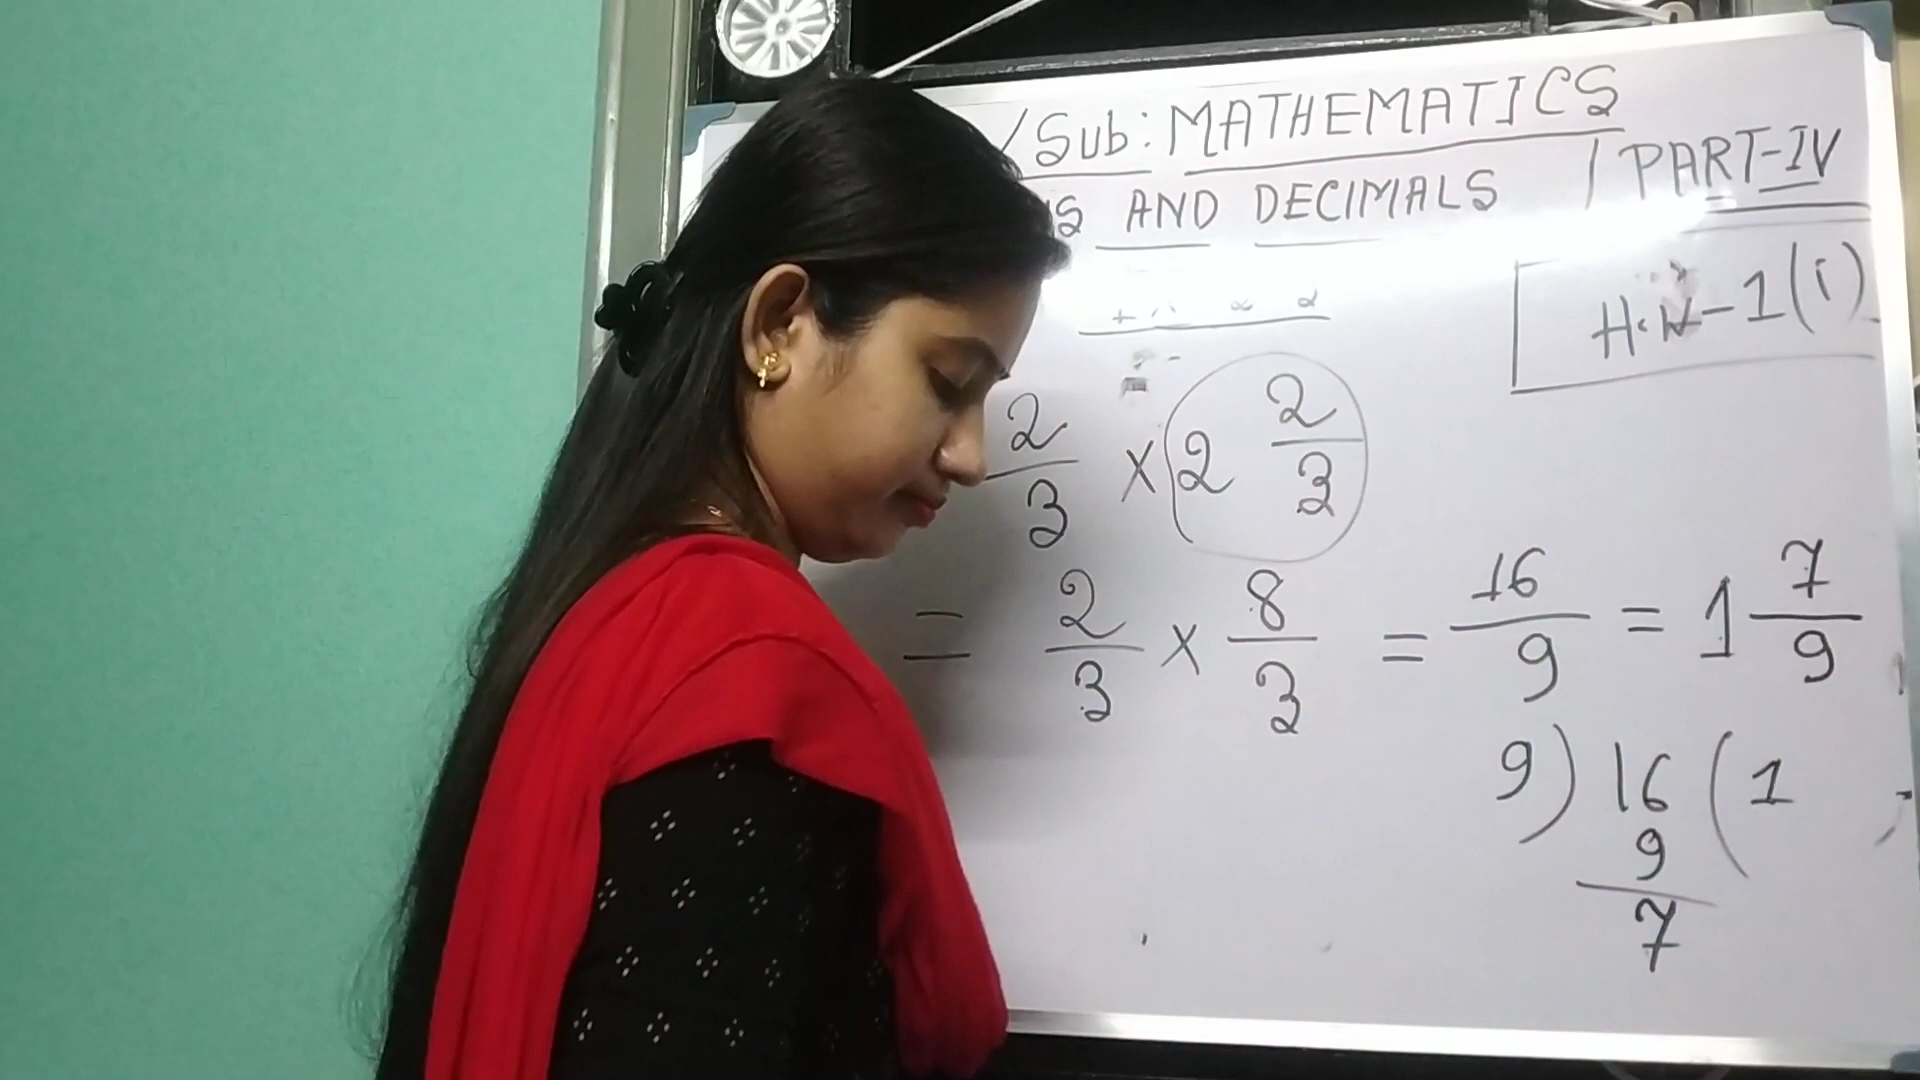 / Sub: MATHEMATICS
AND DECIMALS / PART-IV
H.W-1(i)
2/3 × 2 2/3
= 2/3 × 8/3 = 16/9 = 1 7/9
9) 16 (1
9
7